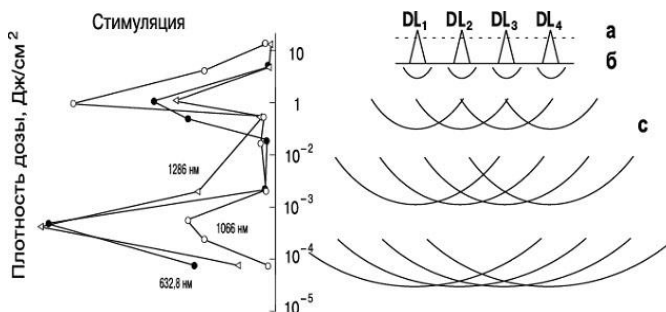 Стимуляция
Плотность дозы, Дж/см²
10
1
10⁻²
10⁻³
10⁻⁴
10⁻⁵
1286 нм
1066 нм
632,8 нм
DL₁ DL₂ DL₃ DL₄
а
б
с